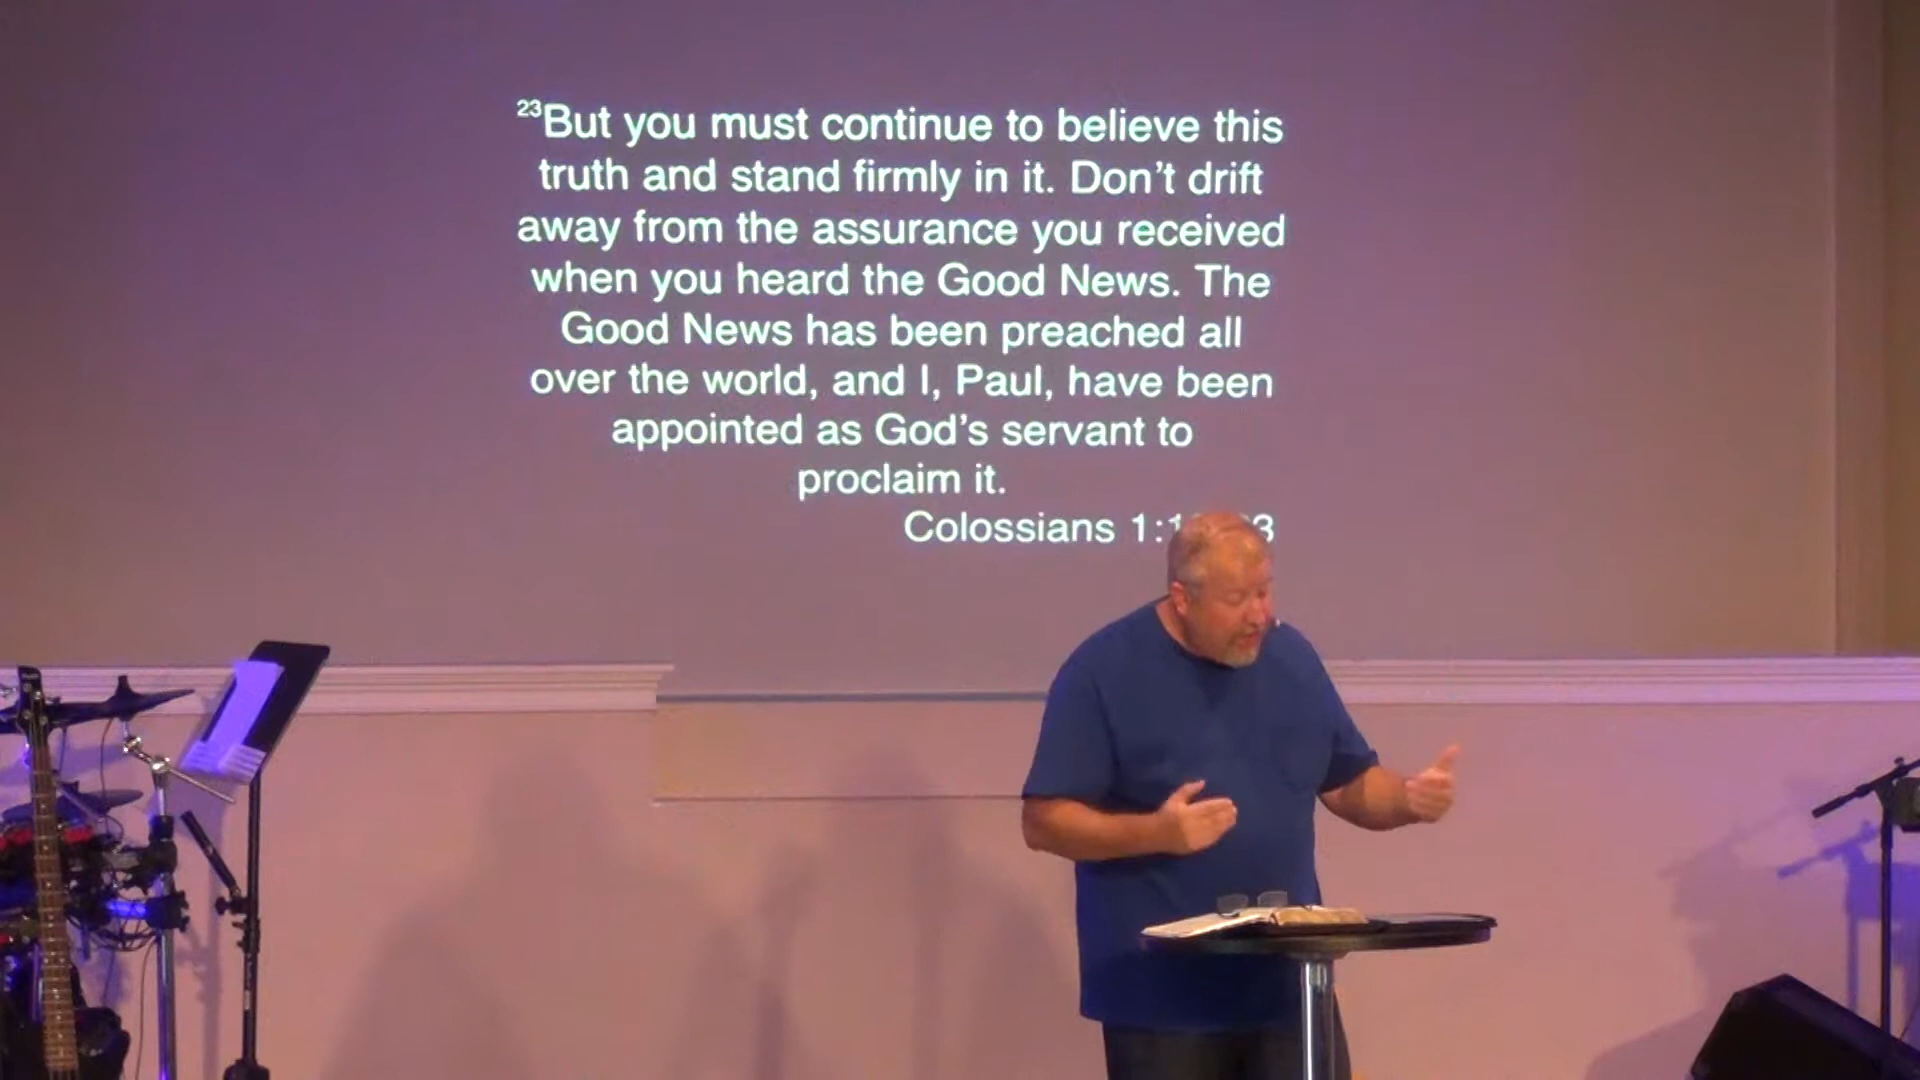 ²³But you must continue to believe this
truth and stand firmly in it. Don’t drift
away from the assurance you received
when you heard the Good News. The
Good News has been preached all
over the world, and I, Paul, have been
appointed as God’s servant to
proclaim it.
Colossians